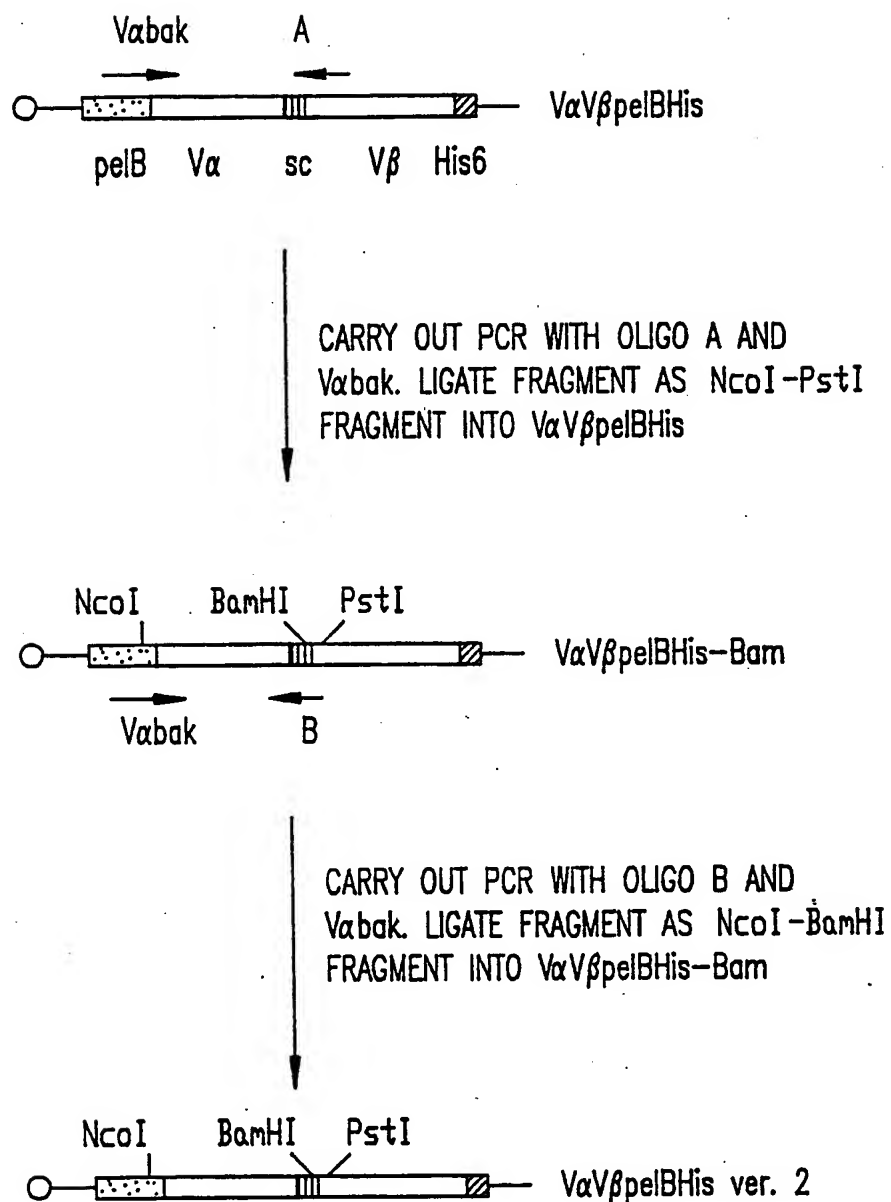 Vαbak A
VαVβpelBHis
pelB Vα sc Vβ His6
CARRY OUT PCR WITH OLIGO A AND
Vαbak. LIGATE FRAGMENT AS NcoI-PstI
FRAGMENT INTO VαVβpelBHis
NcoI BamHI PstI
VαVβpelBHis-Bam
Vαbak B
CARRY OUT PCR WITH OLIGO B AND
Vαbak. LIGATE FRAGMENT AS NcoI-BamHI
FRAGMENT INTO VαVβpelBHis-Bam
NcoI BamHI PstI
VαVβpelBHis ver. 2